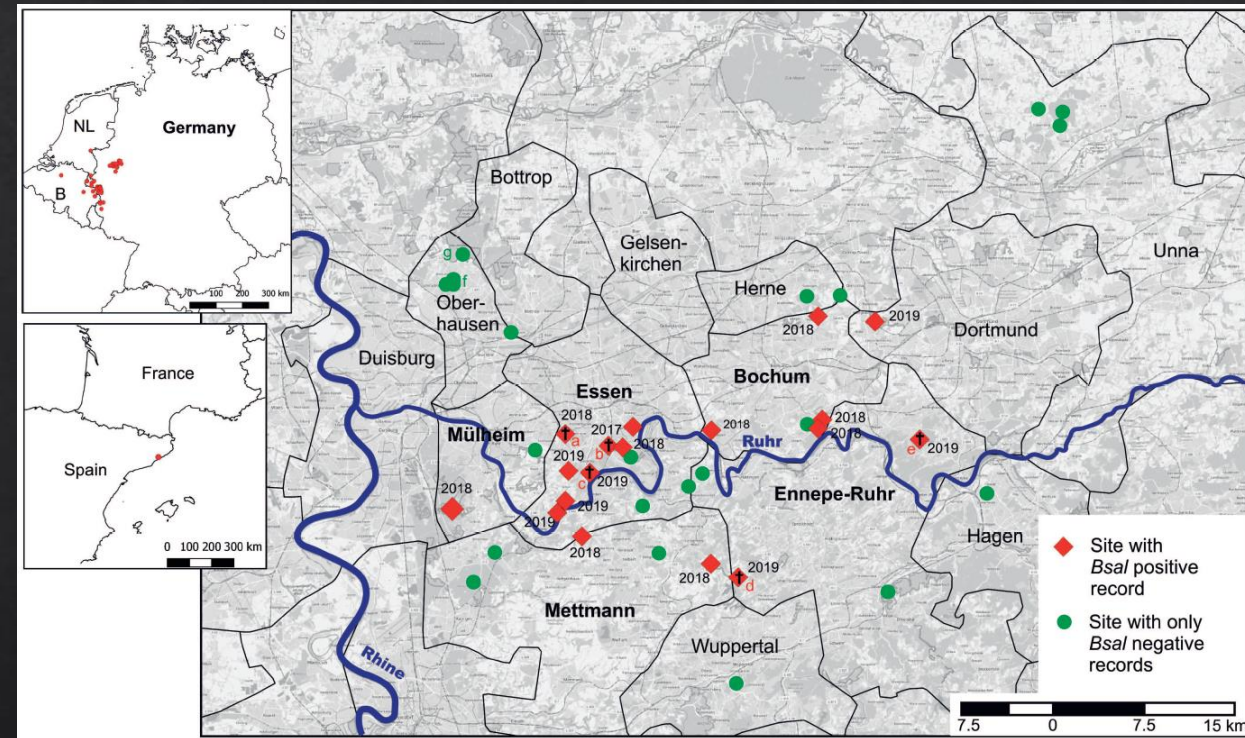 NL
Germany
B
100 200 300 km
France
Spain
0 100 200 300 km
Bottrop
Gelsen-
kirchen
g
f
Ober-
hausen
Herne
Unna
2018
2019
Dortmund
Duisburg
Essen
Bochum
2018
a
2017
b
2018
2018
2018
2018
Mülheim
Ruhr
e
2019
2019
c
2019
2018
2019
2019
2018
Ennepe-Ruhr
Hagen
2018
2019
d
Mettmann
Wuppertal
Rhine
Site with
Bsal positive
record
Site with only
Bsal negative
records
7.5 0 7.5 15 km